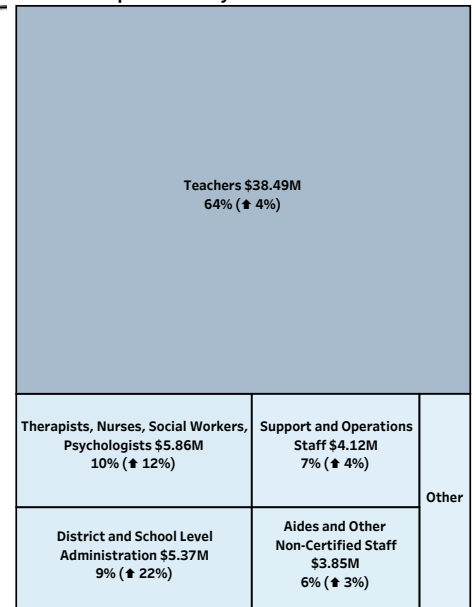 Teachers $38.49M
64% (⬆ 4%)
Therapists, Nurses, Social Workers,
Psychologists $5.86M
10% (⬆ 12%)
Support and Operations
Staff $4.12M
7% (⬆ 4%)
Other
District and School Level
Administration $5.37M
9% (⬆ 22%)
Aides and Other
Non-Certified Staff
$3.85M
6% (⬆ 3%)